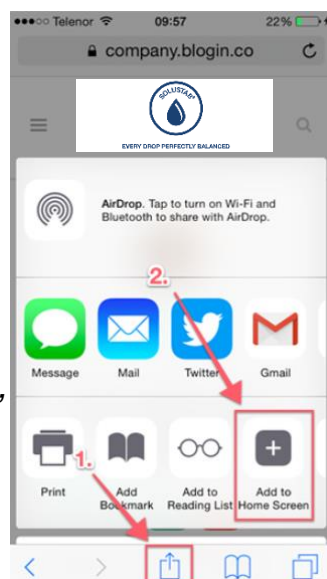 Telenor 09:57 22%
company.blogin.co
SOLUSTAR®
EVERY DROP PERFECTLY BALANCED
AirDrop. Tap to turn on Wi-Fi and
Bluetooth to share with AirDrop.
2.
Message Mail Twitter Gmail
,
1.
Print Add Bookmark Add to Reading List Add to Home Screen